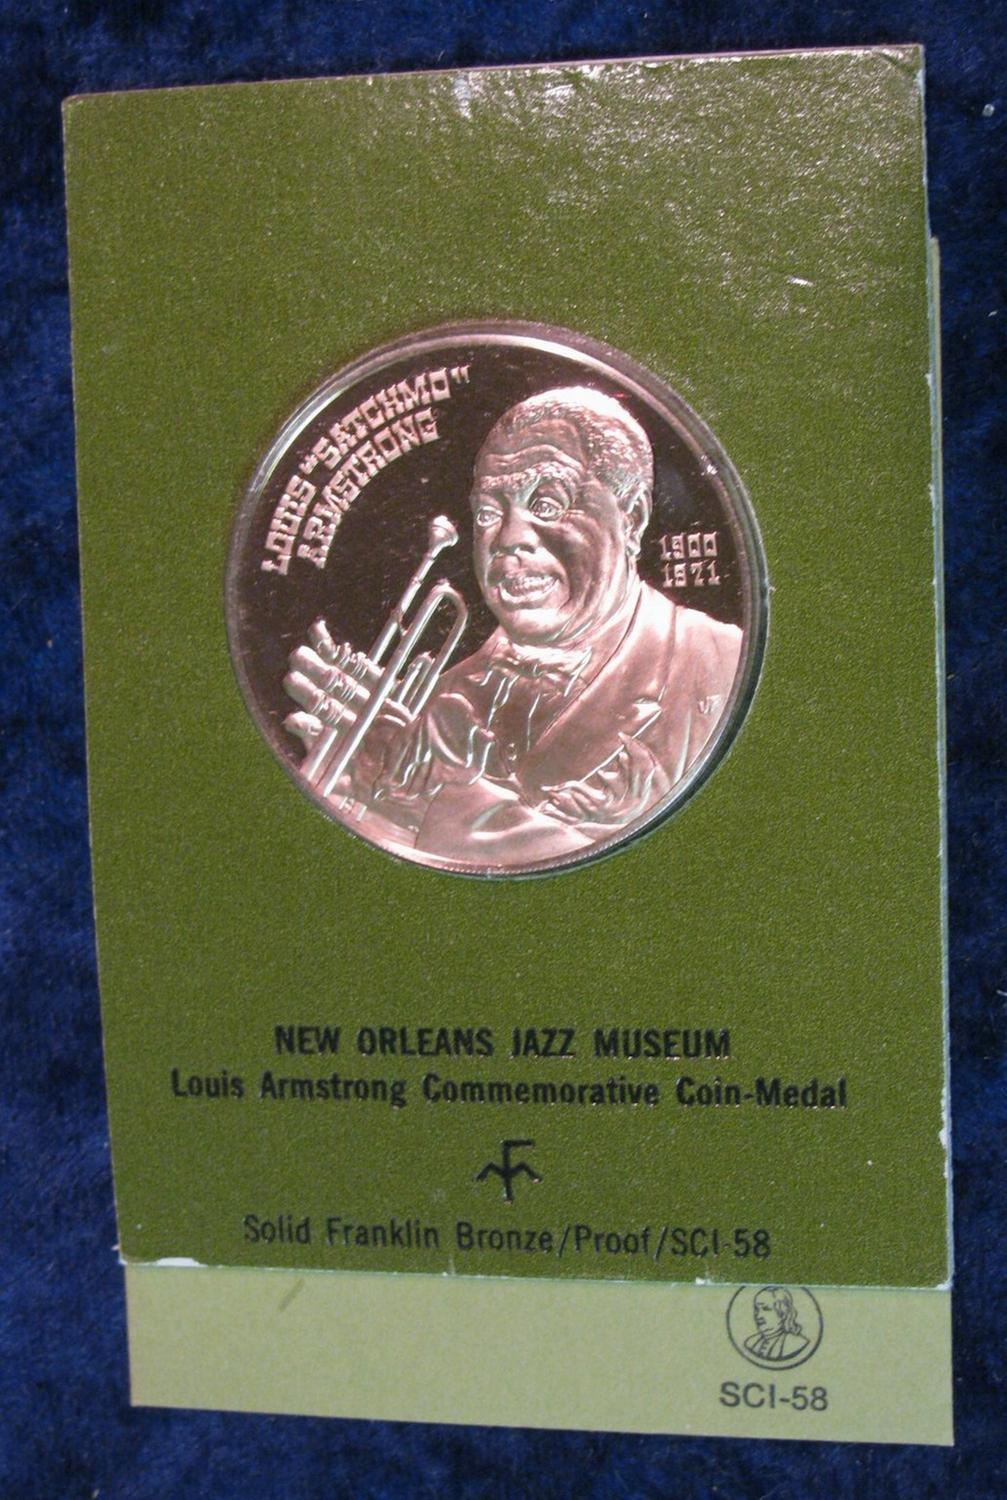 LOUIS "SATCHMO"
ARMSTRONG
1900
1971
NEW ORLEANS JAZZ MUSEUM
Louis Armstrong Commemorative Coin-Medal
Solid Franklin Bronze/Proof/SCI-58
SCI-58